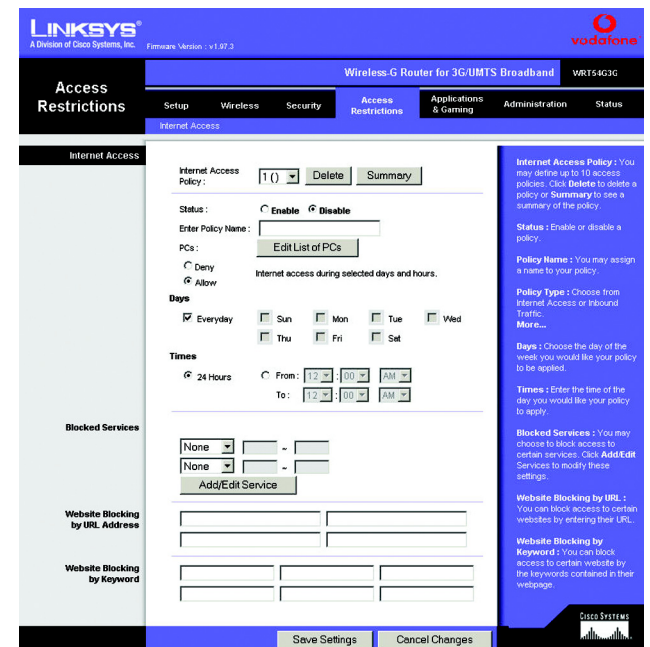 LINKSYS®
A Division of Cisco Systems, Inc.
Firmware Version : v1.97.3
vodafone
Wireless-G Router for 3G/UMTS Broadband WRT54G3G
Access
Restrictions
Setup Wireless Security Access Restrictions Applications & Gaming Administration Status
Internet Access
Internet Access
Internet Access
Policy :
1 () Delete Summary
Status : Enable Disable
Enter Policy Name :
PCs : Edit List of PCs
Deny
Allow
Internet access during selected days and hours.
Days
Everyday Sun Mon Tue Wed
Thu Fri Sat
Times
24 Hours From : 12 : 00 AM
To : 12 : 00 AM
Blocked Services
None ~
None ~
Add/Edit Service
Website Blocking
by URL Address
Website Blocking
by Keyword
Internet Access Policy : You
may define up to 10 access
policies. Click Delete to delete a
policy or Summary to see a
summary of the policy.
Status : Enable or disable a
policy.
Policy Name : You may assign
a name to your policy.
Policy Type : Choose from
Internet Access or Inbound
Traffic.
More...
Days : Choose the day of the
week you would like your policy
to be applied.
Times : Enter the time of the
day you would like your policy
to apply.
Blocked Services : You may
choose to block access to
certain services. Click Add/Edit
Services to modify these
settings.
Website Blocking by URL :
You can block access to certain
websites by entering their URL.
Website Blocking by
Keyword : You can block
access to certain website by
the keywords contained in their
webpage.
CISCO SYSTEMS
Save Settings Cancel Changes